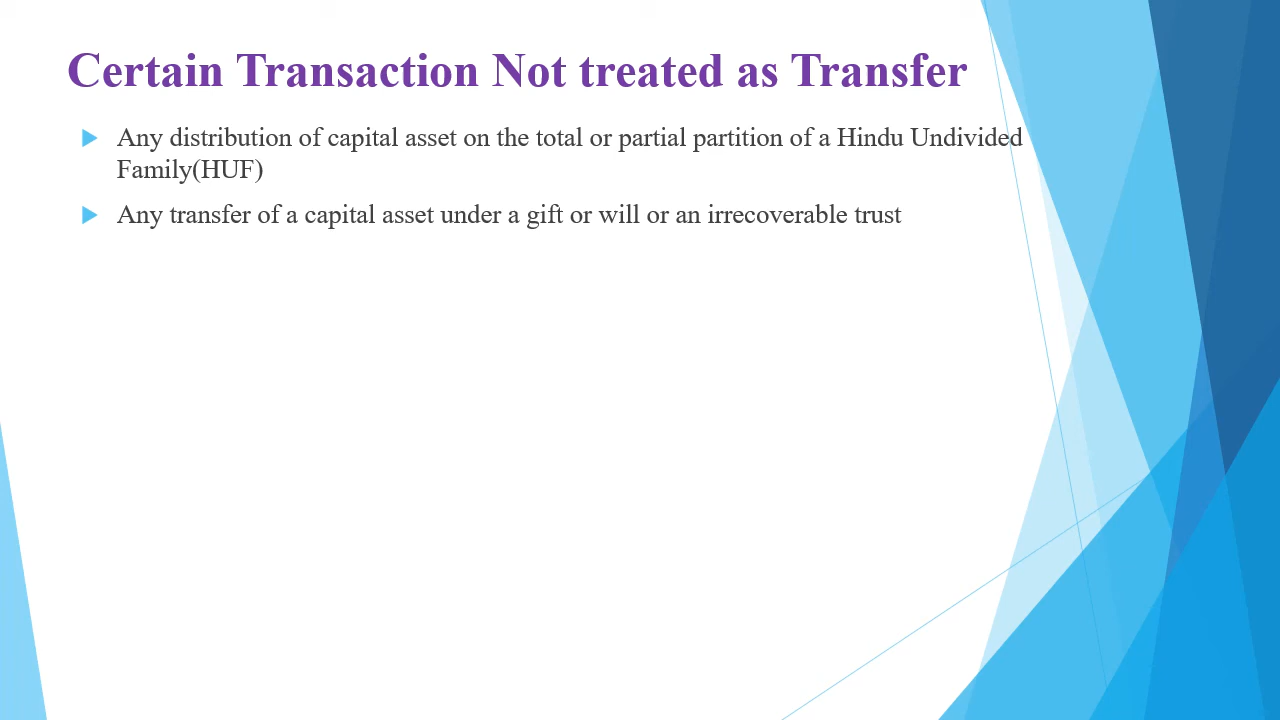 Certain Transaction Not treated as Transfer
Any distribution of capital asset on the total or partial partition of a Hindu Undivided
Family(HUF)
Any transfer of a capital asset under a gift or will or an irrecoverable trust